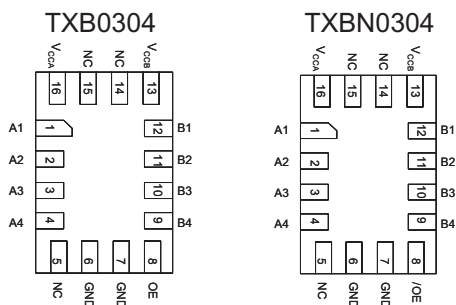 TXB0304
TXBN0304
VCCA NC NC VCCB
16 15 14 13
A1 1 12 B1
A2 2 11 B2
A3 3 10 B3
A4 4 9 B4
5 6 7 8
NC GND GND OE
VCCA NC NC VCCB
16 15 14 13
A1 1 12 B1
A2 2 11 B2
A3 3 10 B3
A4 4 9 B4
5 6 7 8
NC GND GND /OE